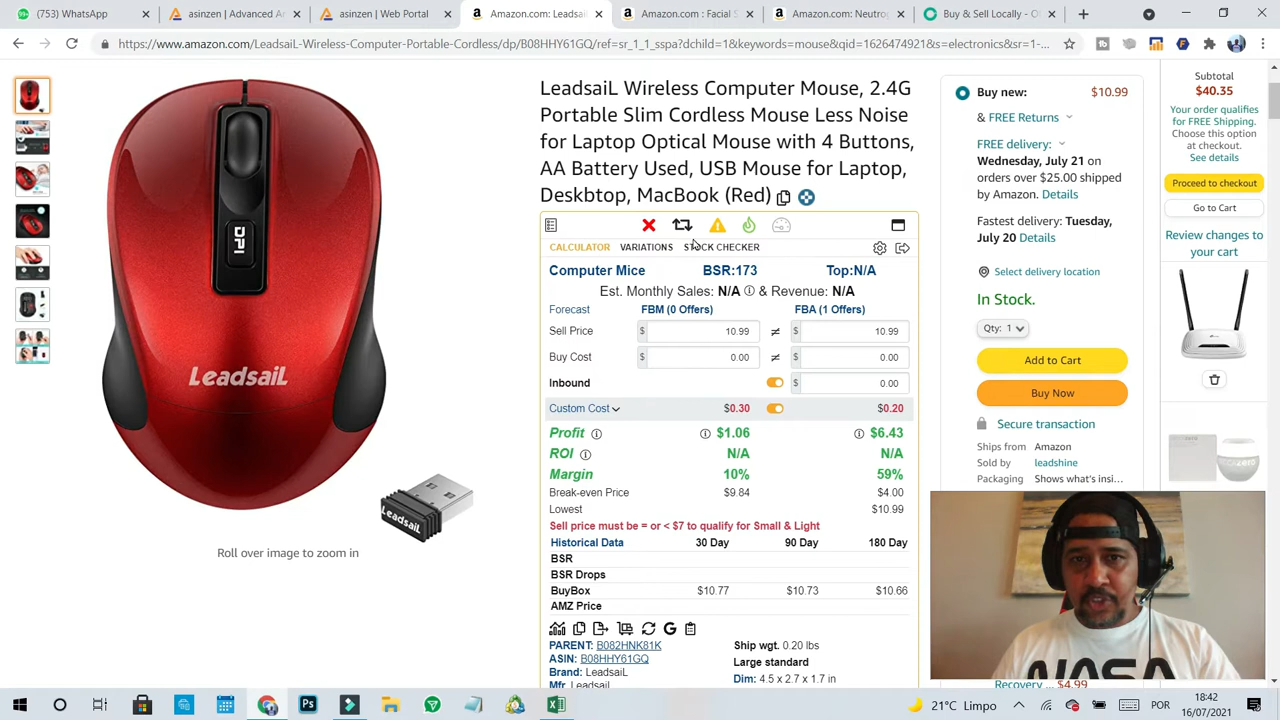 (753) WhatsApp
asinzen | Advanced Ar
asinzen | Web Portal
Amazon.com: Leadsai
Amazon.com : Facial S
Amazon.com: Neutrog
Buy & Sell Locally - O
https://www.amazon.com/LeadsaiL-Wireless-Computer-Portable-Cordless/dp/B08HHY61GQ/ref=sr_1_1_sspa?dchild=1&keywords=mouse&qid=1626474921&s=electronics&sr=1-...
DPI
LeadsaiL
LeadsaiL
Roll over image to zoom in
LeadsaiL Wireless Computer Mouse, 2.4G
Portable Slim Cordless Mouse Less Noise
for Laptop Optical Mouse with 4 Buttons,
AA Battery Used, USB Mouse for Laptop,
Deskbtop, MacBook (Red)
CALCULATOR VARIATIONS STOCK CHECKER
Computer Mice BSR:173 Top:N/A
Est. Monthly Sales: N/A & Revenue: N/A
Forecast FBM (0 Offers) FBA (1 Offers)
Sell Price $ 10.99 ≠ $ 10.99
Buy Cost $ 0.00 ≠ $ 0.00
Inbound $ 0.00
Custom Cost $0.30 $0.20
Profit $1.06 $6.43
ROI N/A N/A
Margin 10% 59%
Break-even Price $9.84 $4.00
Lowest $10.99
Sell price must be = or < $7 to qualify for Small & Light
Historical Data 30 Day 90 Day 180 Day
BSR
BSR Drops
BuyBox $10.77 $10.73 $10.66
AMZ Price
PARENT: B082HNK81K Ship wgt. 0.20 lbs
ASIN: B08HHY61GQ Large standard
Brand: LeadsaiL Dim: 4.5 x 2.7 x 1.7 in
Mfr. LeadsaiL
Buy new: $10.99
& FREE Returns
FREE delivery:
Wednesday, July 21 on
orders over $25.00 shipped
by Amazon. Details
Fastest delivery: Tuesday,
July 20 Details
Select delivery location
In Stock.
Qty: 1
Add to Cart
Buy Now
Secure transaction
Ships from Amazon
Sold by leadshine
Packaging Shows what's insi...
Subtotal
$40.35
Your order qualifies
for FREE Shipping.
Choose this option
at checkout.
See details
Proceed to checkout
Go to Cart
Review changes to
your cart
NASA
Recovery ... $4.99
21°C Limpo
POR
18:42
16/07/2021